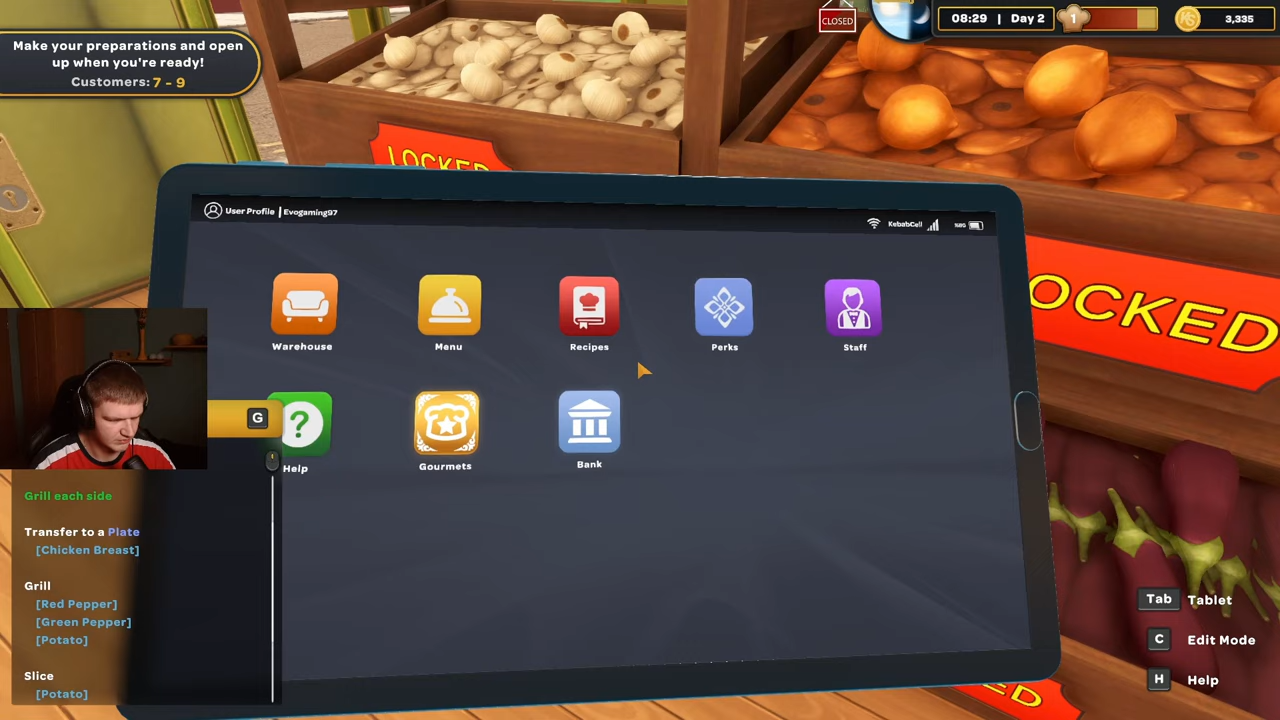 Make your preparations and open
up when you're ready!
Customers: 7 - 9
CLOSED
08:29 | Day 2
1
3,335
LOCKED
LOCKED
User Profile | Evogaming97
KebabCell
Warehouse
Menu
Recipes
Perks
Staff
G
?
Help
Gourmets
Bank
Grill each side
Transfer to a Plate
[Chicken Breast]
Grill
[Red Pepper]
[Green Pepper]
[Potato]
Slice
[Potato]
Tab Tablet
C Edit Mode
H Help